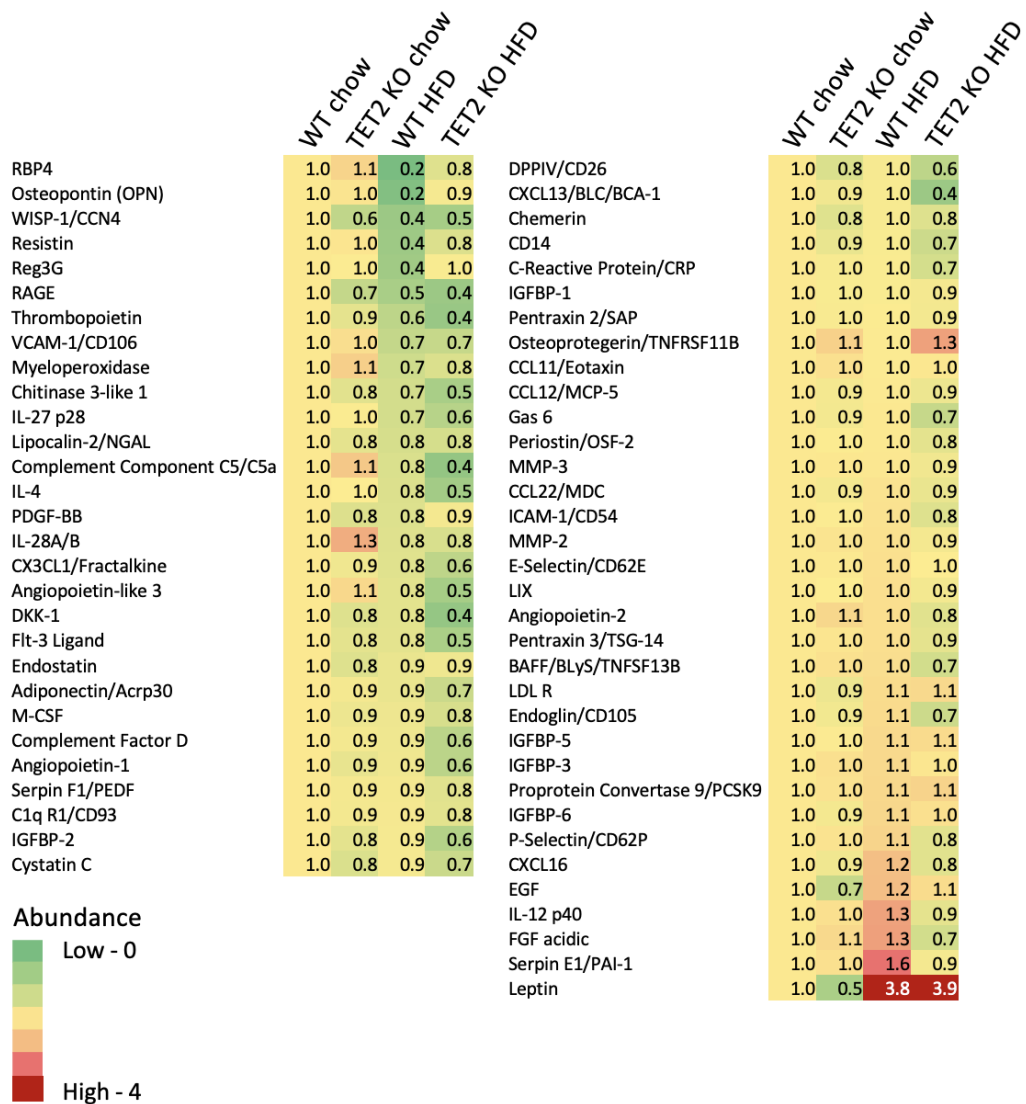 WT chow TET2 KO chow WT HFD TET2 KO HFD
RBP4 1.0 1.1 0.2 0.8
Osteopontin (OPN) 1.0 1.0 0.2 0.9
WISP-1/CCN4 1.0 0.6 0.4 0.5
Resistin 1.0 1.0 0.4 0.8
Reg3G 1.0 1.0 0.4 1.0
RAGE 1.0 0.7 0.5 0.4
Thrombopoietin 1.0 0.9 0.6 0.4
VCAM-1/CD106 1.0 1.0 0.7 0.7
Myeloperoxidase 1.0 1.1 0.7 0.8
Chitinase 3-like 1 1.0 0.8 0.7 0.5
IL-27 p28 1.0 1.0 0.7 0.6
Lipocalin-2/NGAL 1.0 0.8 0.8 0.8
Complement Component C5/C5a 1.0 1.1 0.8 0.4
IL-4 1.0 1.0 0.8 0.5
PDGF-BB 1.0 0.8 0.8 0.9
IL-28A/B 1.0 1.3 0.8 0.8
CX3CL1/Fractalkine 1.0 0.9 0.8 0.6
Angiopoietin-like 3 1.0 1.1 0.8 0.5
DKK-1 1.0 0.8 0.8 0.4
Flt-3 Ligand 1.0 0.8 0.8 0.5
Endostatin 1.0 0.8 0.9 0.9
Adiponectin/Acrp30 1.0 0.9 0.9 0.7
M-CSF 1.0 0.9 0.9 0.8
Complement Factor D 1.0 0.9 0.9 0.6
Angiopoietin-1 1.0 0.9 0.9 0.6
Serpin F1/PEDF 1.0 0.9 0.9 0.8
C1q R1/CD93 1.0 0.9 0.9 0.8
IGFBP-2 1.0 0.8 0.9 0.6
Cystatin C 1.0 0.8 0.9 0.7
Abundance
Low - 0
High - 4
WT chow TET2 KO chow WT HFD TET2 KO HFD
DPPIV/CD26 1.0 0.8 1.0 0.6
CXCL13/BLC/BCA-1 1.0 0.9 1.0 0.4
Chemerin 1.0 0.8 1.0 0.8
CD14 1.0 0.9 1.0 0.7
C-Reactive Protein/CRP 1.0 1.0 1.0 0.7
IGFBP-1 1.0 1.0 1.0 0.9
Pentraxin 2/SAP 1.0 1.0 1.0 0.9
Osteoprotegerin/TNFRSF11B 1.0 1.1 1.0 1.3
CCL11/Eotaxin 1.0 1.0 1.0 1.0
CCL12/MCP-5 1.0 0.9 1.0 0.9
Gas 6 1.0 0.9 1.0 0.7
Periostin/OSF-2 1.0 1.0 1.0 0.8
MMP-3 1.0 1.0 1.0 0.9
CCL22/MDC 1.0 0.9 1.0 0.9
ICAM-1/CD54 1.0 1.0 1.0 0.8
MMP-2 1.0 1.0 1.0 0.9
E-Selectin/CD62E 1.0 1.0 1.0 1.0
LIX 1.0 1.0 1.0 0.9
Angiopoietin-2 1.0 1.1 1.0 0.8
Pentraxin 3/TSG-14 1.0 1.0 1.0 0.9
BAFF/BLyS/TNFSF13B 1.0 1.0 1.0 0.7
LDL R 1.0 0.9 1.1 1.1
Endoglin/CD105 1.0 0.9 1.1 0.7
IGFBP-5 1.0 1.0 1.1 1.1
IGFBP-3 1.0 1.0 1.1 1.0
Proprotein Convertase 9/PCSK9 1.0 1.0 1.1 1.1
IGFBP-6 1.0 0.9 1.1 1.0
P-Selectin/CD62P 1.0 1.0 1.1 0.8
CXCL16 1.0 0.9 1.2 0.8
EGF 1.0 0.7 1.2 1.1
IL-12 p40 1.0 1.0 1.3 0.9
FGF acidic 1.0 1.1 1.3 0.7
Serpin E1/PAI-1 1.0 1.0 1.6 0.9
Leptin 1.0 0.5 3.8 3.9